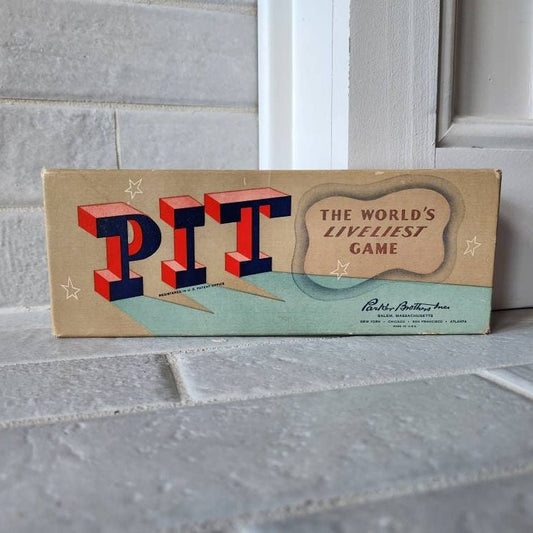 PIT
REGISTERED IN U.S. PATENT OFFICE
THE WORLD'S
LIVELIEST
GAME
Parker Brothers Inc.
SALEM, MASSACHUSETTS
NEW YORK • CHICAGO • SAN FRANCISCO • ATLANTA
MADE IN U.S.A.